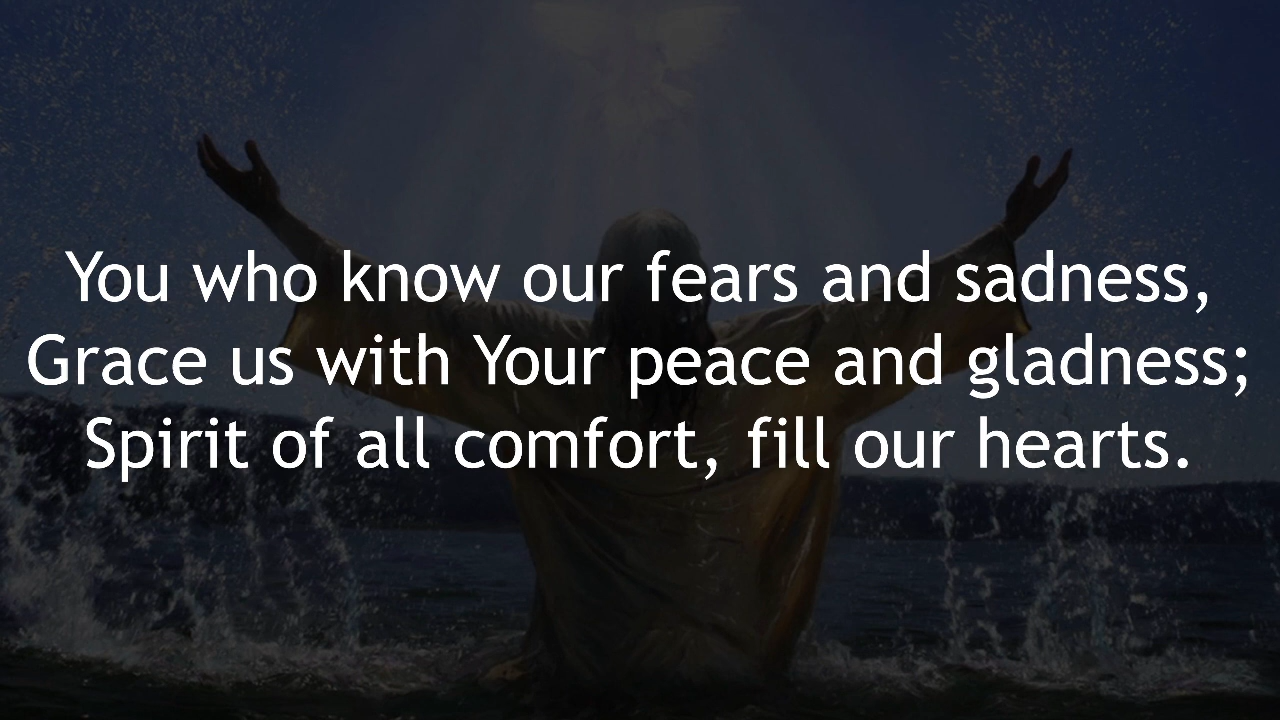 You who know our fears and sadness,
Grace us with Your peace and gladness;
Spirit of all comfort, fill our hearts.